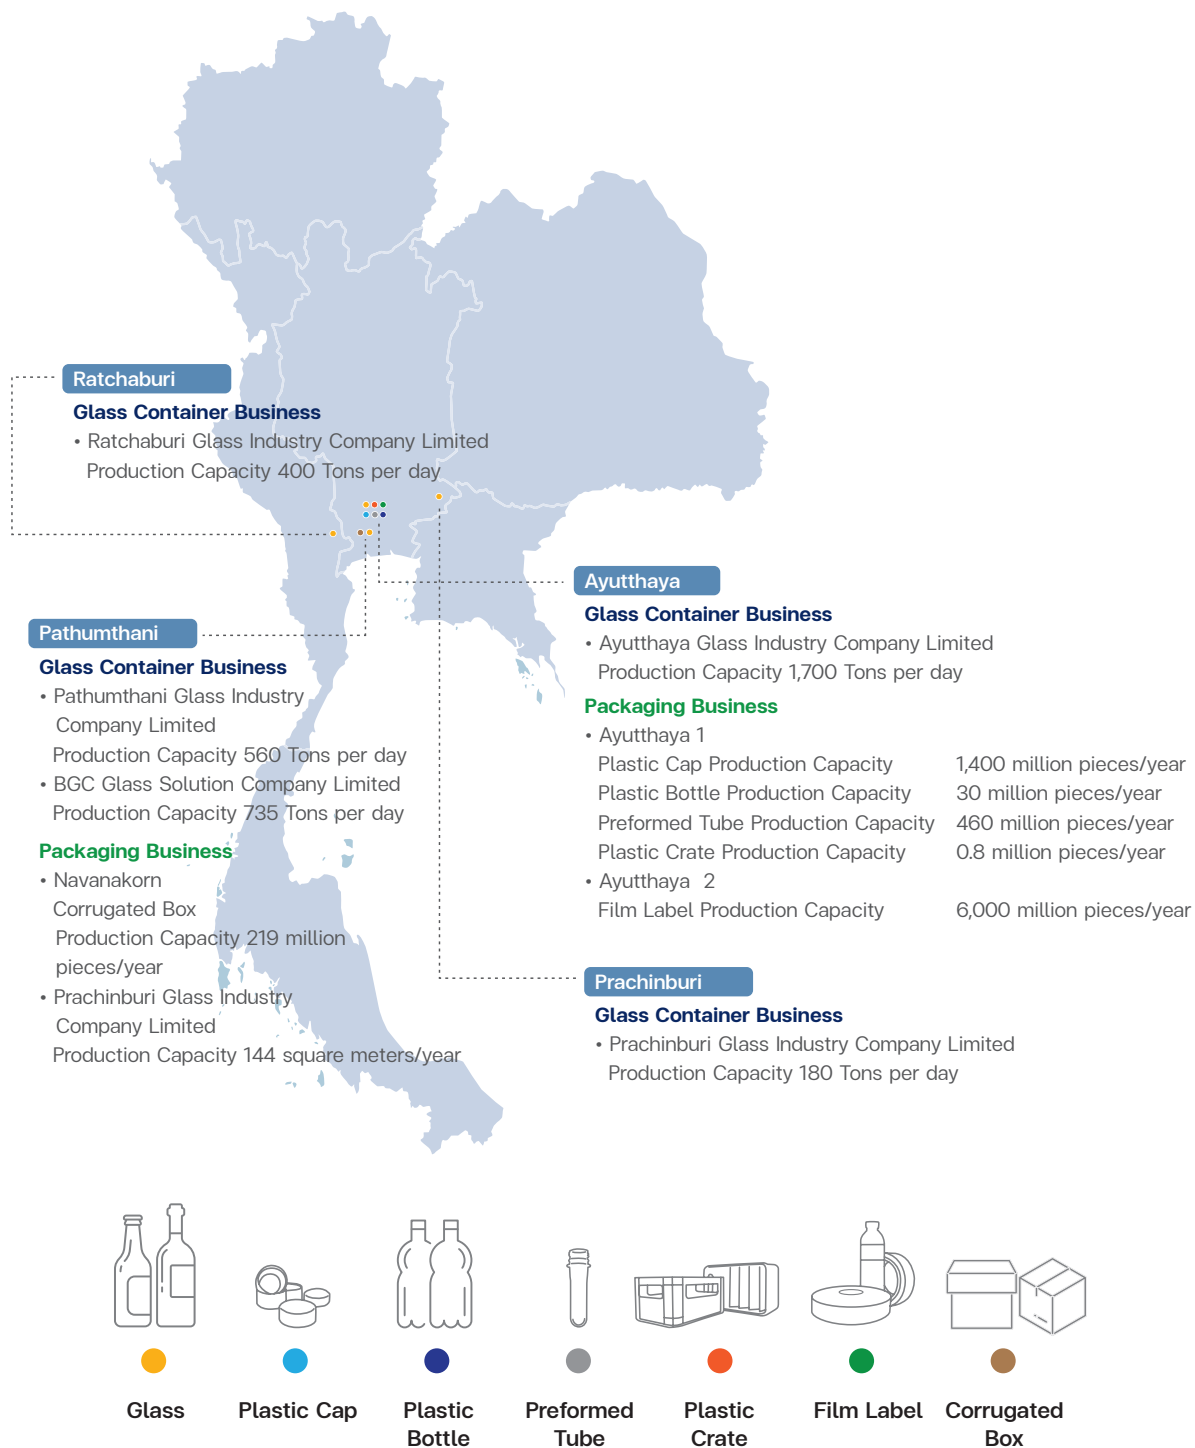 Ratchaburi
Glass Container Business
• Ratchaburi Glass Industry Company Limited
Production Capacity 400 Tons per day
Pathumthani
Glass Container Business
• Pathumthani Glass Industry
Company Limited
Production Capacity 560 Tons per day
• BGC Glass Solution Company Limited
Production Capacity 735 Tons per day
Packaging Business
• Navanakorn
Corrugated Box
Production Capacity 219 million
pieces/year
• Prachinburi Glass Industry
Company Limited
Production Capacity 144 square meters/year
Ayutthaya
Glass Container Business
• Ayutthaya Glass Industry Company Limited
Production Capacity 1,700 Tons per day
Packaging Business
• Ayutthaya 1
Plastic Cap Production Capacity 1,400 million pieces/year
Plastic Bottle Production Capacity 30 million pieces/year
Preformed Tube Production Capacity 460 million pieces/year
Plastic Crate Production Capacity 0.8 million pieces/year
• Ayutthaya 2
Film Label Production Capacity 6,000 million pieces/year
Prachinburi
Glass Container Business
• Prachinburi Glass Industry Company Limited
Production Capacity 180 Tons per day
Glass
Plastic Cap
Plastic
Bottle
Preformed
Tube
Plastic
Crate
Film Label
Corrugated
Box